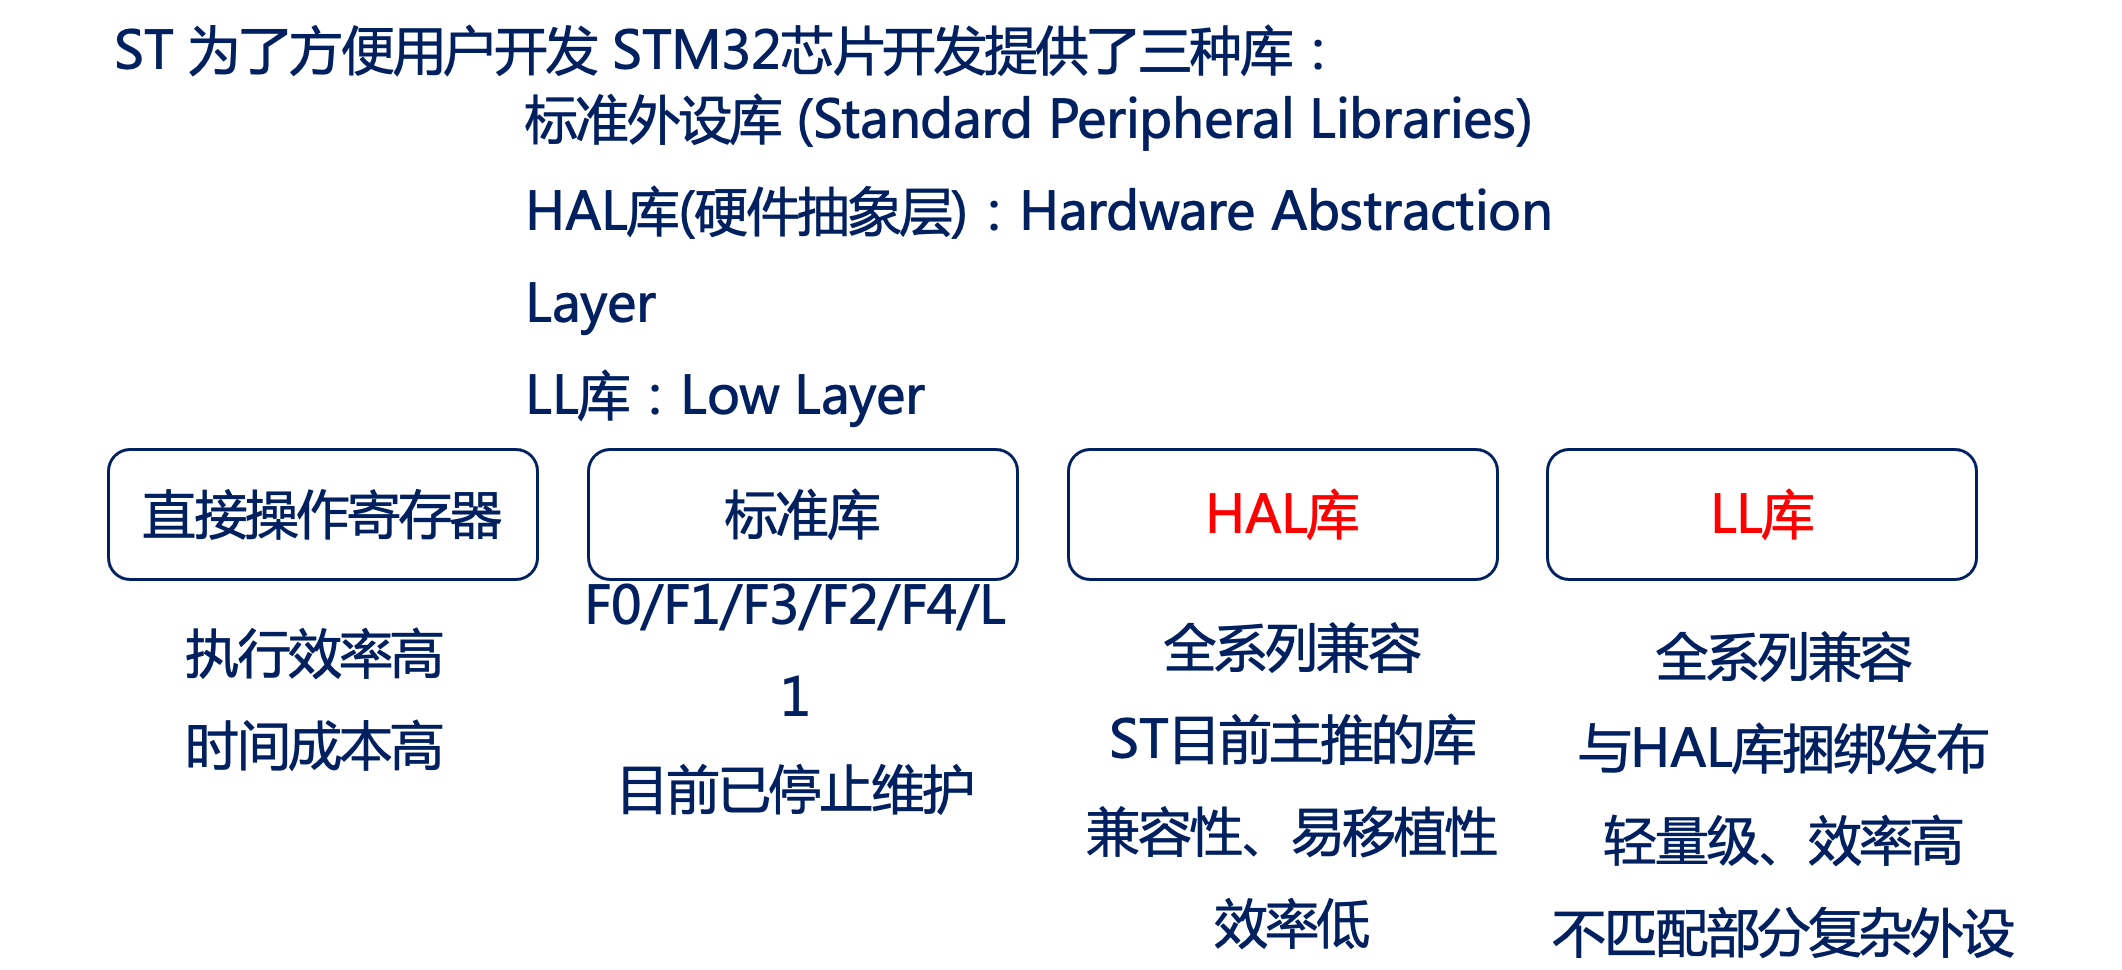 ST 为了方便用户开发 STM32芯片开发提供了三种库：
标准外设库 (Standard Peripheral Libraries)
HAL库(硬件抽象层)：Hardware Abstraction
Layer
LL库：Low Layer
直接操作寄存器
执行效率高
时间成本高
标准库
F0/F1/F3/F2/F4/L
1
目前已停止维护
HAL库
全系列兼容
ST目前主推的库
兼容性、易移植性
效率低
LL库
全系列兼容
与HAL库捆绑发布
轻量级、效率高
不匹配部分复杂外设